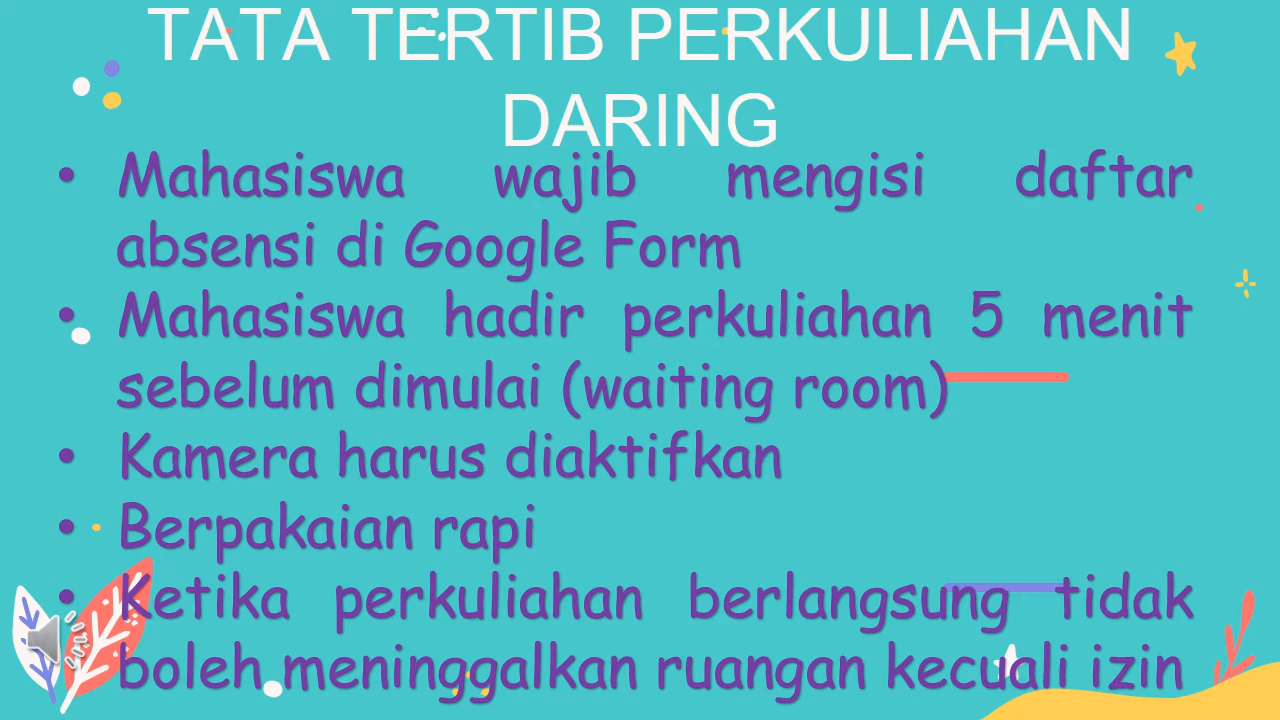 TATA TERTIB PERKULIAHAN
DARING
• Mahasiswa wajib mengisi daftar
absensi di Google Form
• Mahasiswa hadir perkuliahan 5 menit
sebelum dimulai (waiting room)
• Kamera harus diaktifkan
• Berpakaian rapi
• Ketika perkuliahan berlangsung tidak
boleh meninggalkan ruangan kecuali izin